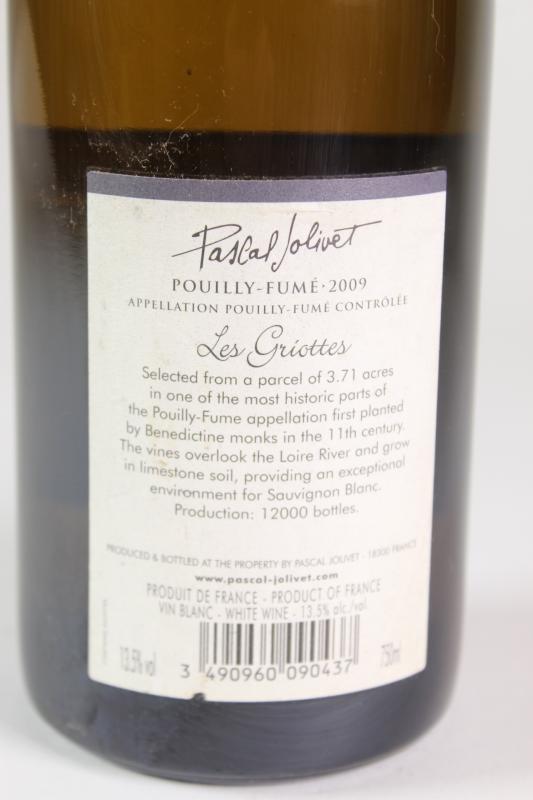 Pascal Jolivet
POUILLY-FUMÉ·2009
APPELLATION POUILLY-FUMÉ CONTRÔLÉE
Les Griottes
Selected from a parcel of 3.71 acres
in one of the most historic parts of
the Pouilly-Fume appellation first planted
by Benedictine monks in the 11th century.
The vines overlook the Loire River and grow
in limestone soil, providing an exceptional
environment for Sauvignon Blanc.
Production: 12000 bottles.
PRODUCED & BOTTLED AT THE PROPERTY BY PASCAL JOLIVET - 18300 FRANCE
www.pascal-jolivet.com
PRODUIT DE FRANCE - PRODUCT OF FRANCE
VIN BLANC - WHITE WINE - 13.5% alc./vol.
13.5% vol
750ml
3 490960 090437